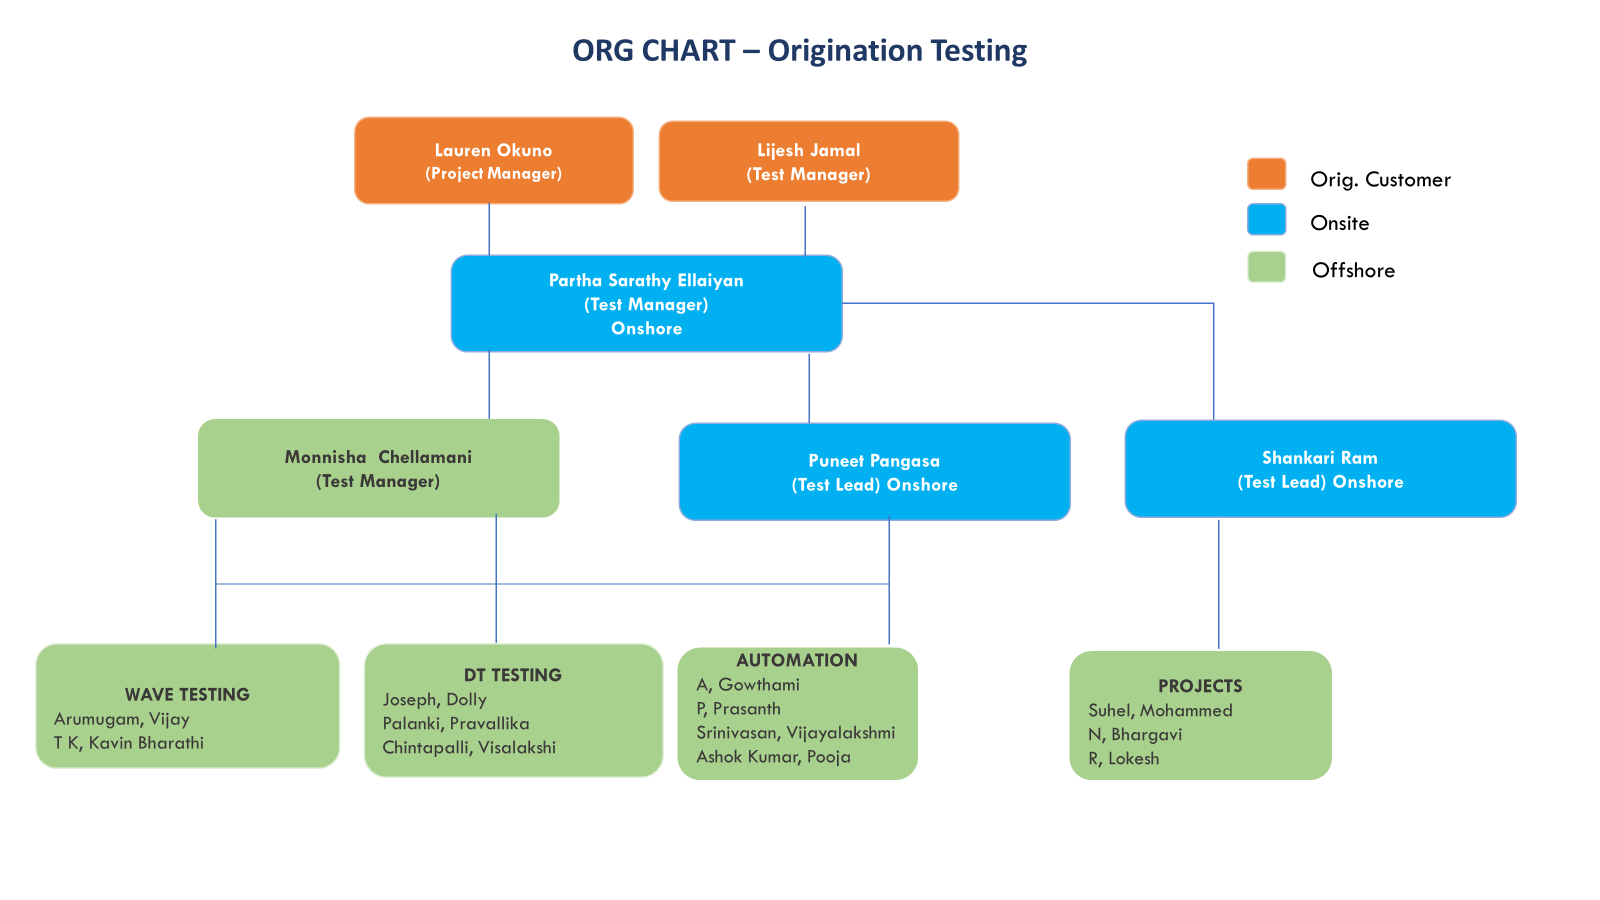 ORG CHART – Origination Testing
Lauren Okuno
(Project Manager)
Lijesh Jamal
(Test Manager)
Orig. Customer
Onsite
Offshore
Partha Sarathy Ellaiyan
(Test Manager)
Onshore
Monnisha  Chellamani
(Test Manager)
Puneet Pangasa
(Test Lead) Onshore
Shankari Ram
(Test Lead) Onshore
WAVE TESTING
Arumugam, Vijay
T K, Kavin Bharathi
DT TESTING
Joseph, Dolly
Palanki, Pravallika
Chintapalli, Visalakshi
AUTOMATION
A, Gowthami
P, Prasanth
Srinivasan, Vijayalakshmi
Ashok Kumar, Pooja
PROJECTS
Suhel, Mohammed
N, Bhargavi
R, Lokesh